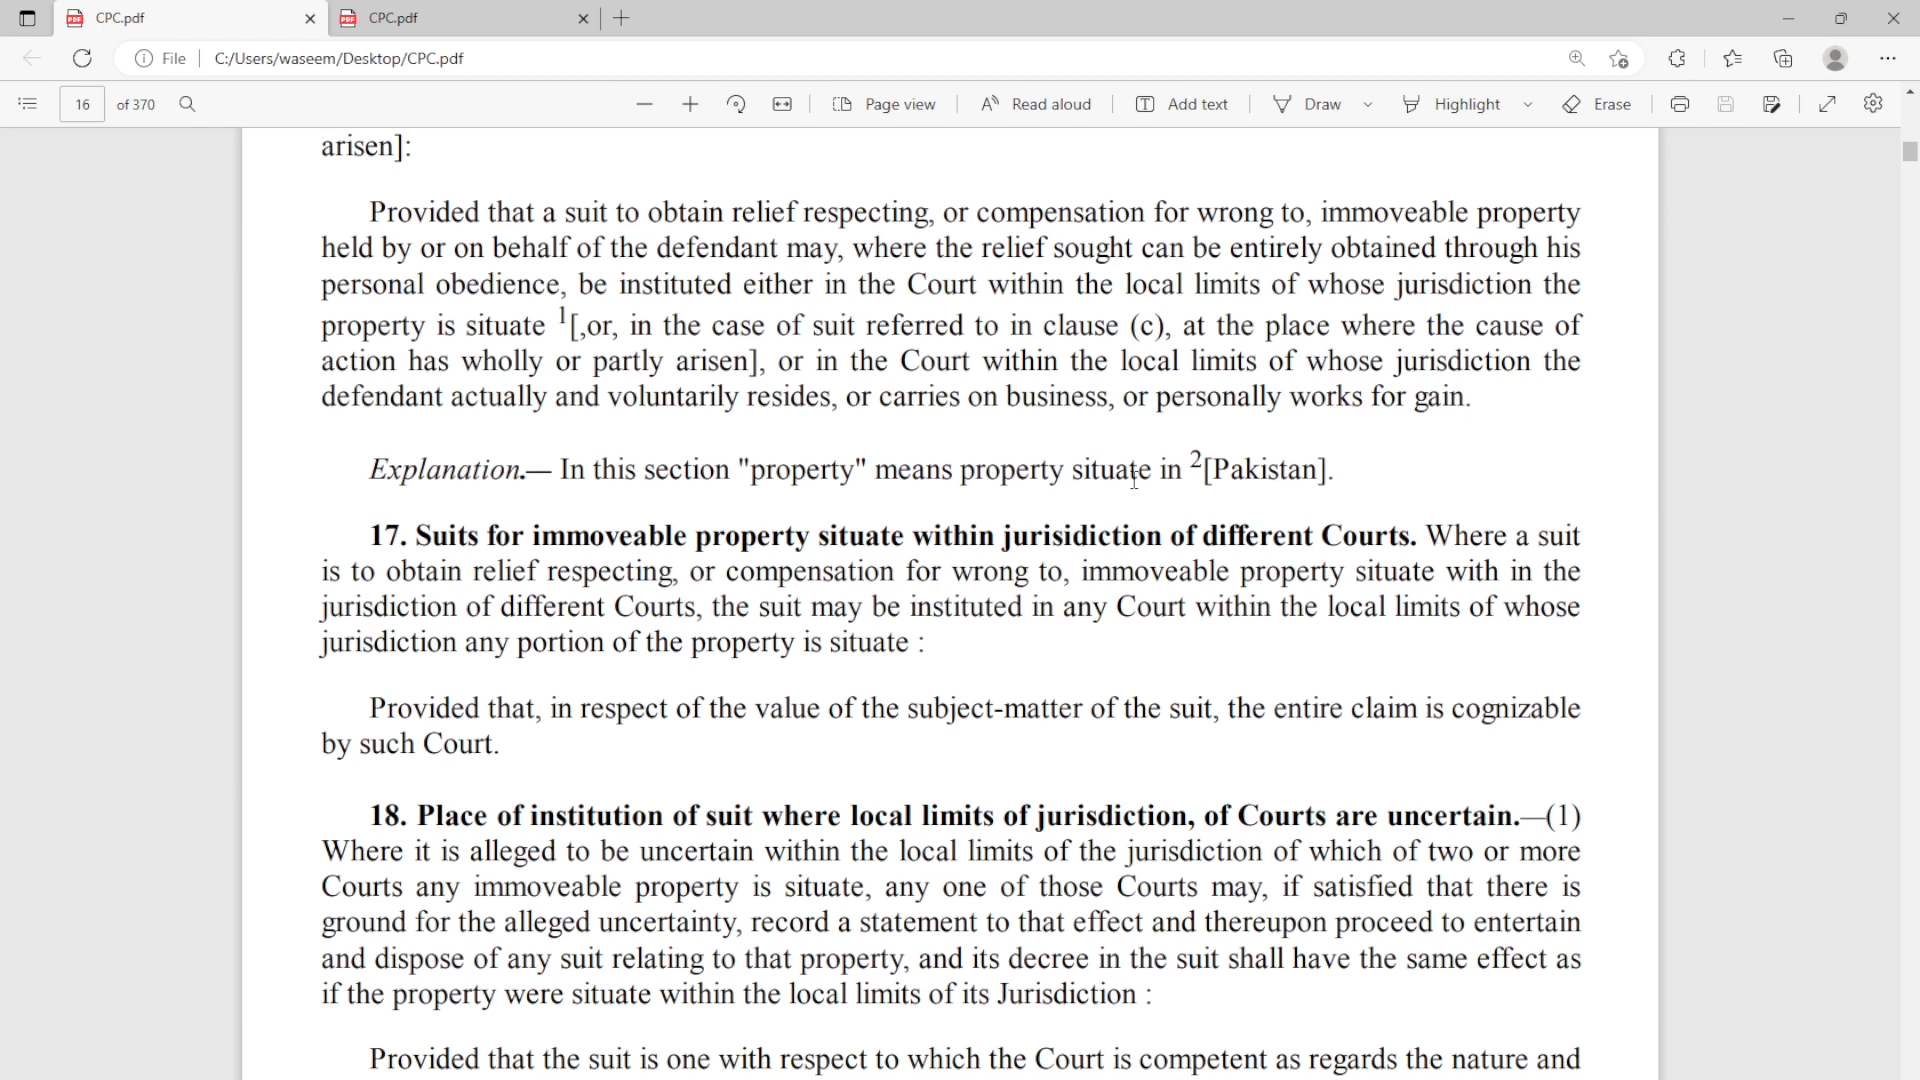 CPC.pdf
CPC.pdf
File
C:/Users/waseem/Desktop/CPC.pdf
16 of 370
Page view
Read aloud
Add text
Draw
Highlight
Erase
arisen]:
Provided that a suit to obtain relief respecting, or compensation for wrong to, immoveable property
held by or on behalf of the defendant may, where the relief sought can be entirely obtained through his
personal obedience, be instituted either in the Court within the local limits of whose jurisdiction the
property is situate 1[,or, in the case of suit referred to in clause (c), at the place where the cause of
action has wholly or partly arisen], or in the Court within the local limits of whose jurisdiction the
defendant actually and voluntarily resides, or carries on business, or personally works for gain.
Explanation.— In this section "property" means property situate in 2[Pakistan].
17. Suits for immoveable property situate within jurisidiction of different Courts. Where a suit
is to obtain relief respecting, or compensation for wrong to, immoveable property situate with in the
jurisdiction of different Courts, the suit may be instituted in any Court within the local limits of whose
jurisdiction any portion of the property is situate :
Provided that, in respect of the value of the subject-matter of the suit, the entire claim is cognizable
by such Court.
18. Place of institution of suit where local limits of jurisdiction, of Courts are uncertain.—(1)
Where it is alleged to be uncertain within the local limits of the jurisdiction of which of two or more
Courts any immoveable property is situate, any one of those Courts may, if satisfied that there is
ground for the alleged uncertainty, record a statement to that effect and thereupon proceed to entertain
and dispose of any suit relating to that property, and its decree in the suit shall have the same effect as
if the property were situate within the local limits of its Jurisdiction :
Provided that the suit is one with respect to which the Court is competent as regards the nature and